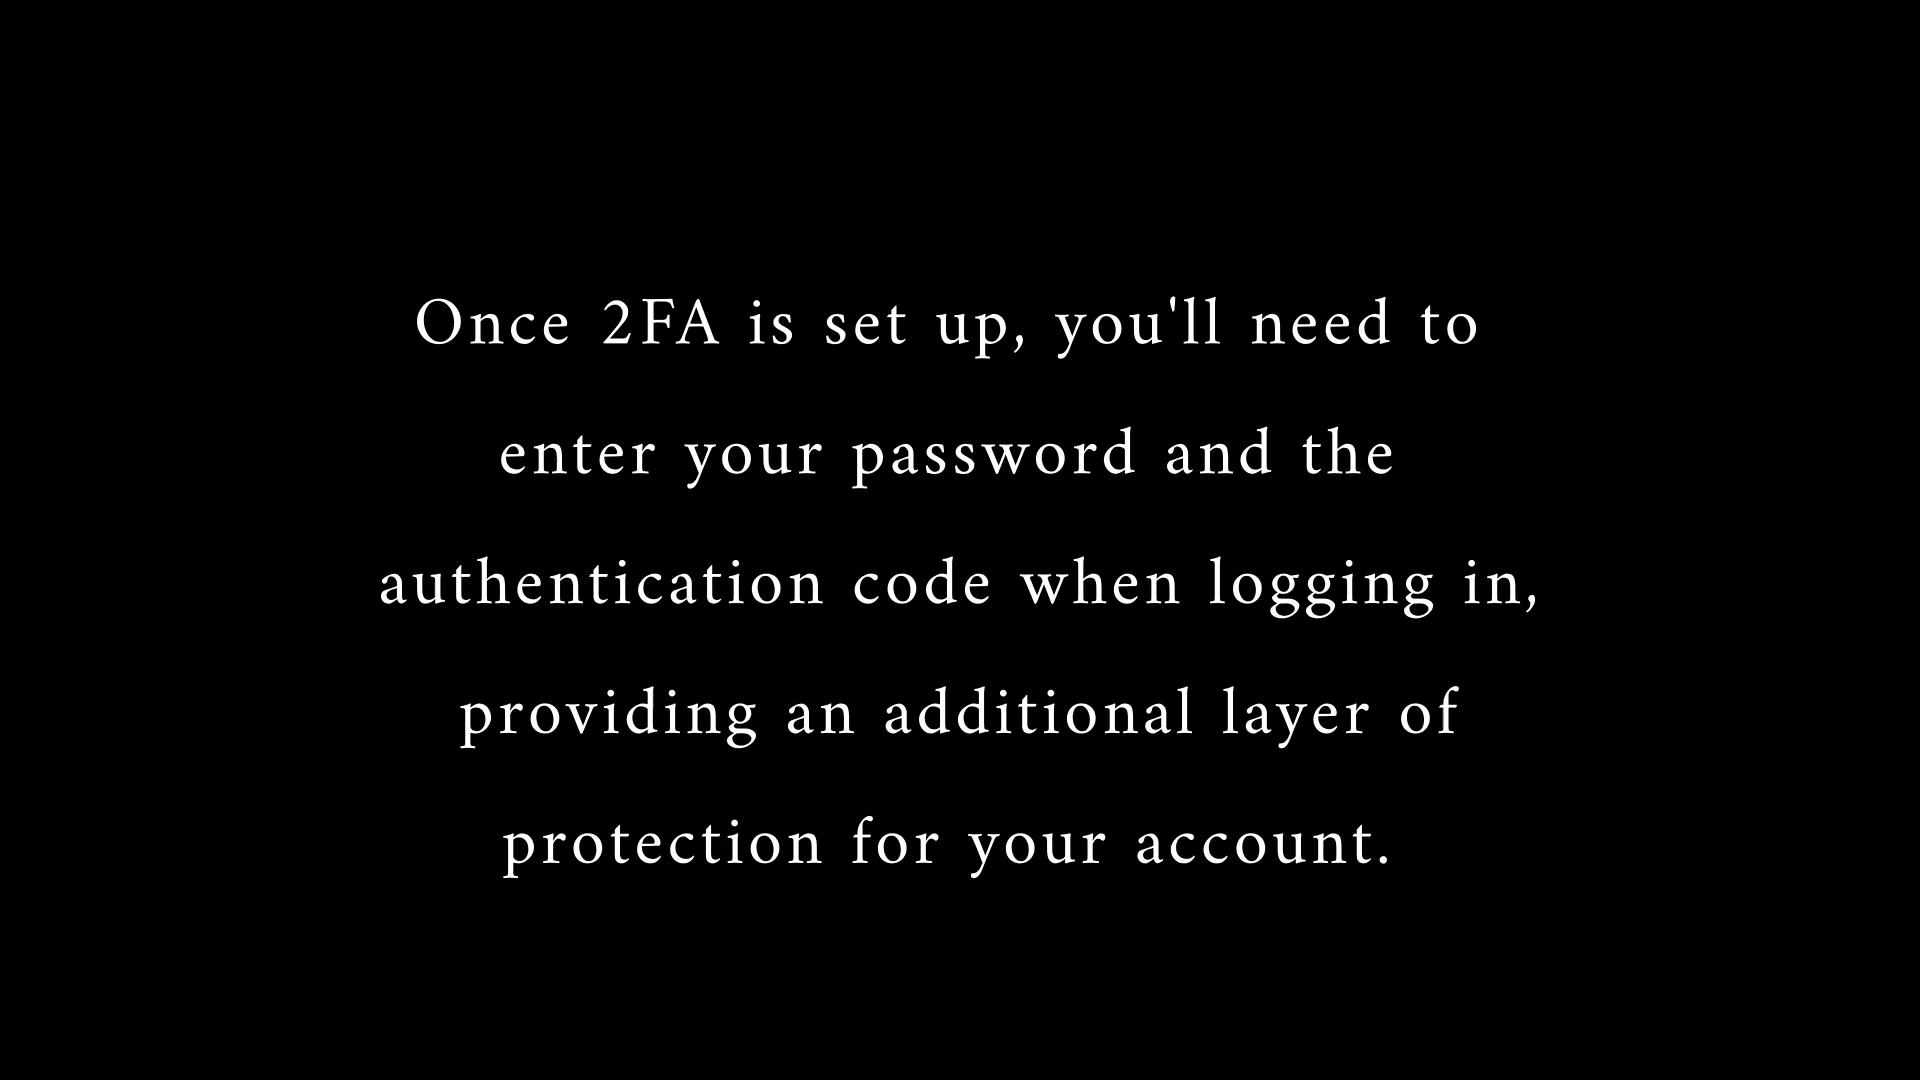 Once 2FA is set up, you'll need to
enter your password and the
authentication code when logging in,
providing an additional layer of
protection for your account.